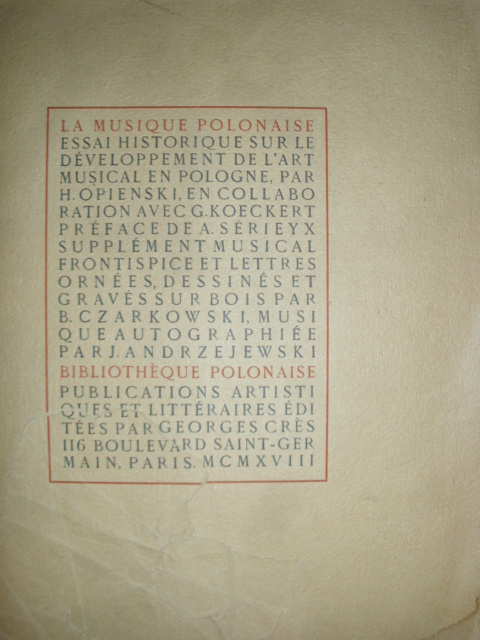 LA MUSIQUE POLONAISE
ESSAI HISTORIQUE SUR LE
DÉVELOPPEMENT DE L'ART
MUSICAL EN POLOGNE, PAR
H. OPIENSKI, EN COLLABO
RATION AVEC G. KOECKERT
PRÉFACE DE A. SÉRIEYX
SUPPLÉMENT MUSICAL
FRONTISPICE ET LETTRES
ORNÉES, DESSINÉS ET
GRAVÉS SUR BOIS PAR
B. CZARKOWSKI, MUSI
QUE AUTOGRAPHIÉE
PAR J. ANDRZEJEWSKI
BIBLIOTHÈQUE POLONAISE
PUBLICATIONS ARTISTI
QUES ET LITTÉRAIRES ÉDI
TÉES PAR GEORGES CRÈS
116 BOULEVARD SAINT-GER
MAIN, PARIS. MCMXVIII